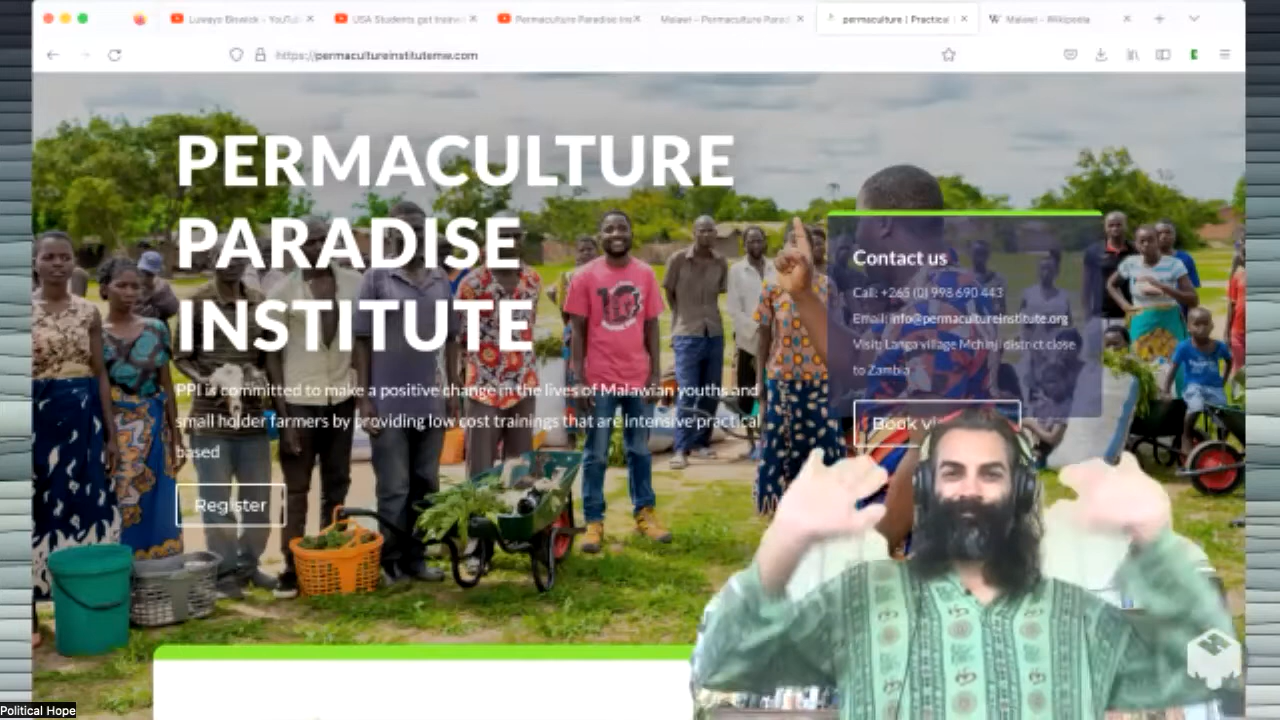 Luwayo Biswick - YouTube
USA Students get trained
Permaculture Paradise Ins
Malawi - Permaculture Parad
permaculture | Practical
Malawi - Wikipedia
https://permacultureinstitutemw.com
PERMACULTURE
PARADISE
INSTITUTE
PPI is committed to make a positive change in the lives of Malawian youths and
small holder farmers by providing low cost trainings that are intensive practical
based
Register
Contact us
Call: +265 (0) 998 690 443
Email: info@permacultureinstitute.org
Visit: Langa village Mchinji district close
to Zambia
Book
Political Hope